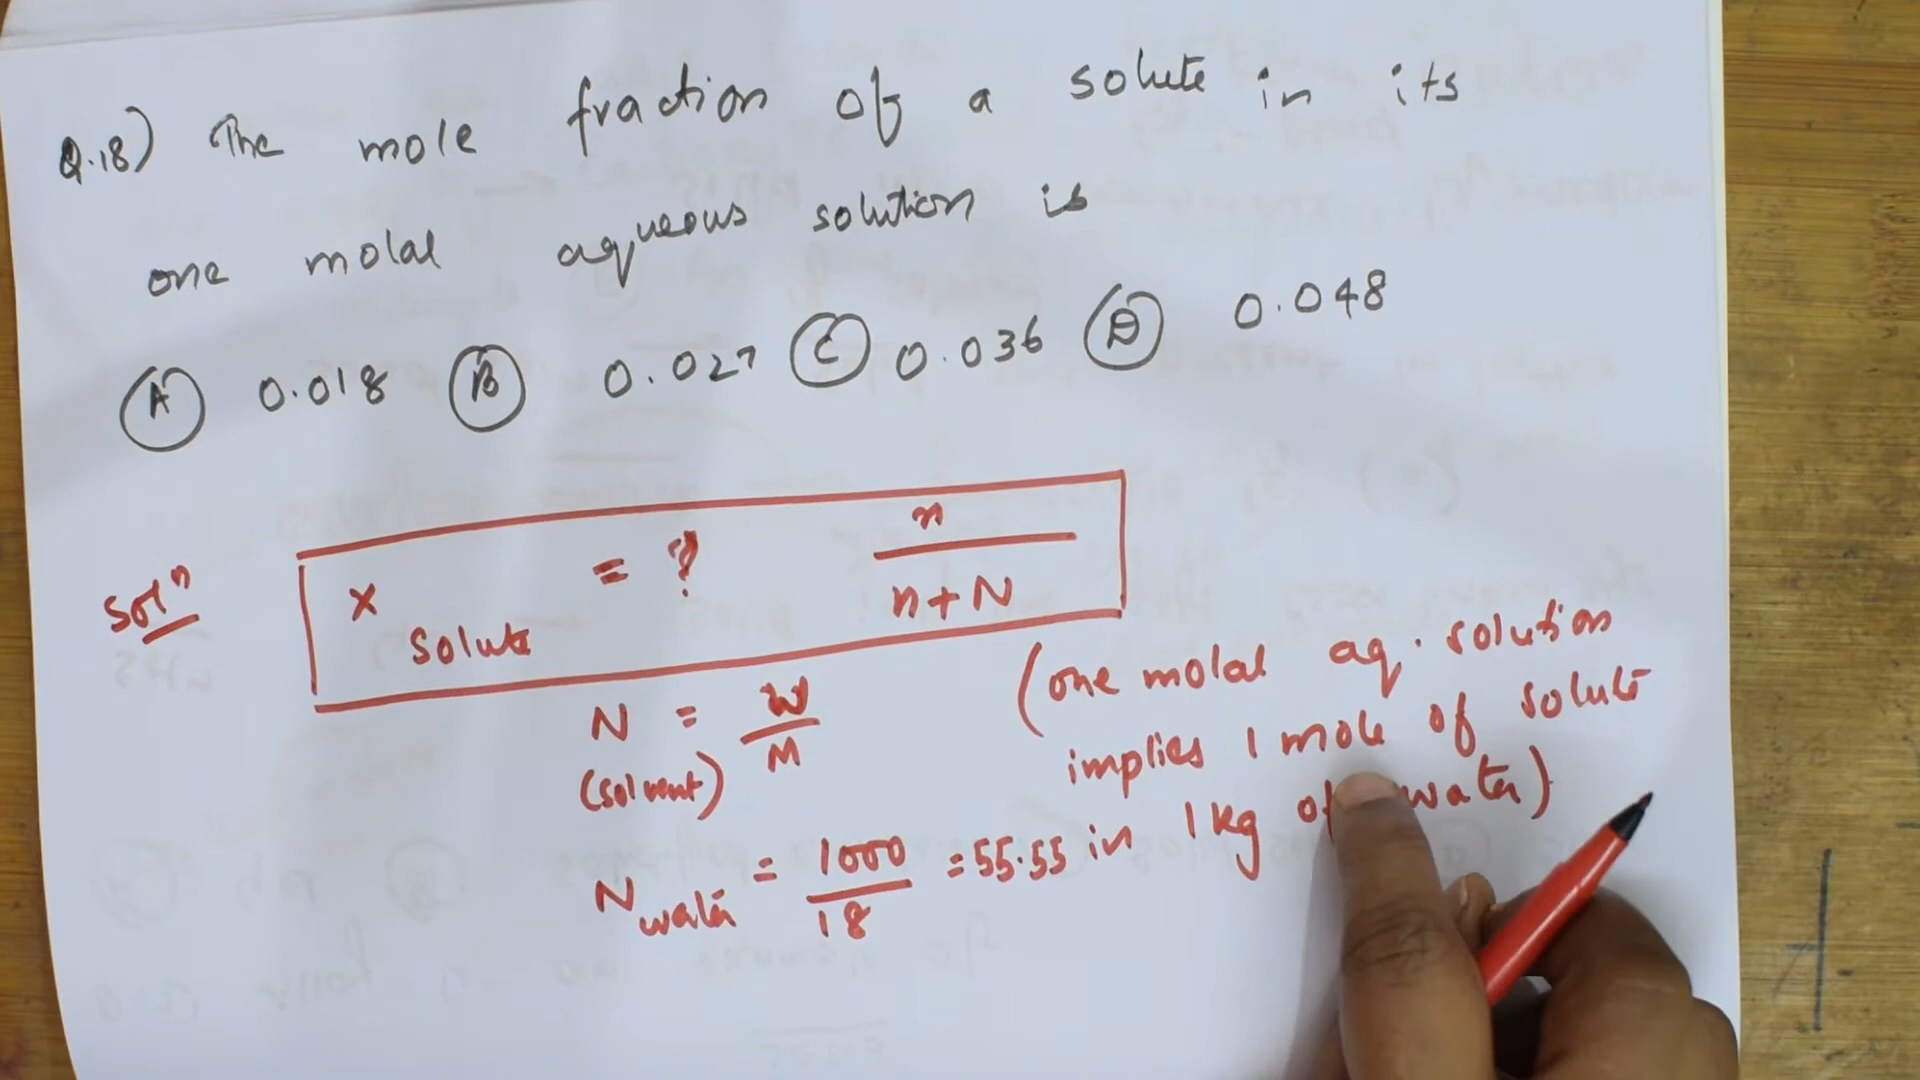 Q.18) The mole fraction of a solute in its
one molal aqueous solution is
(A) 0.018 (B) 0.027 (C) 0.036 (D) 0.048
Solⁿ
x solute = ? n / n+N
N (solvent) = W / M
(one molal aq. solution
implies 1 mole of solute
in 1 kg of water)
N water = 1000 / 18 = 55.55